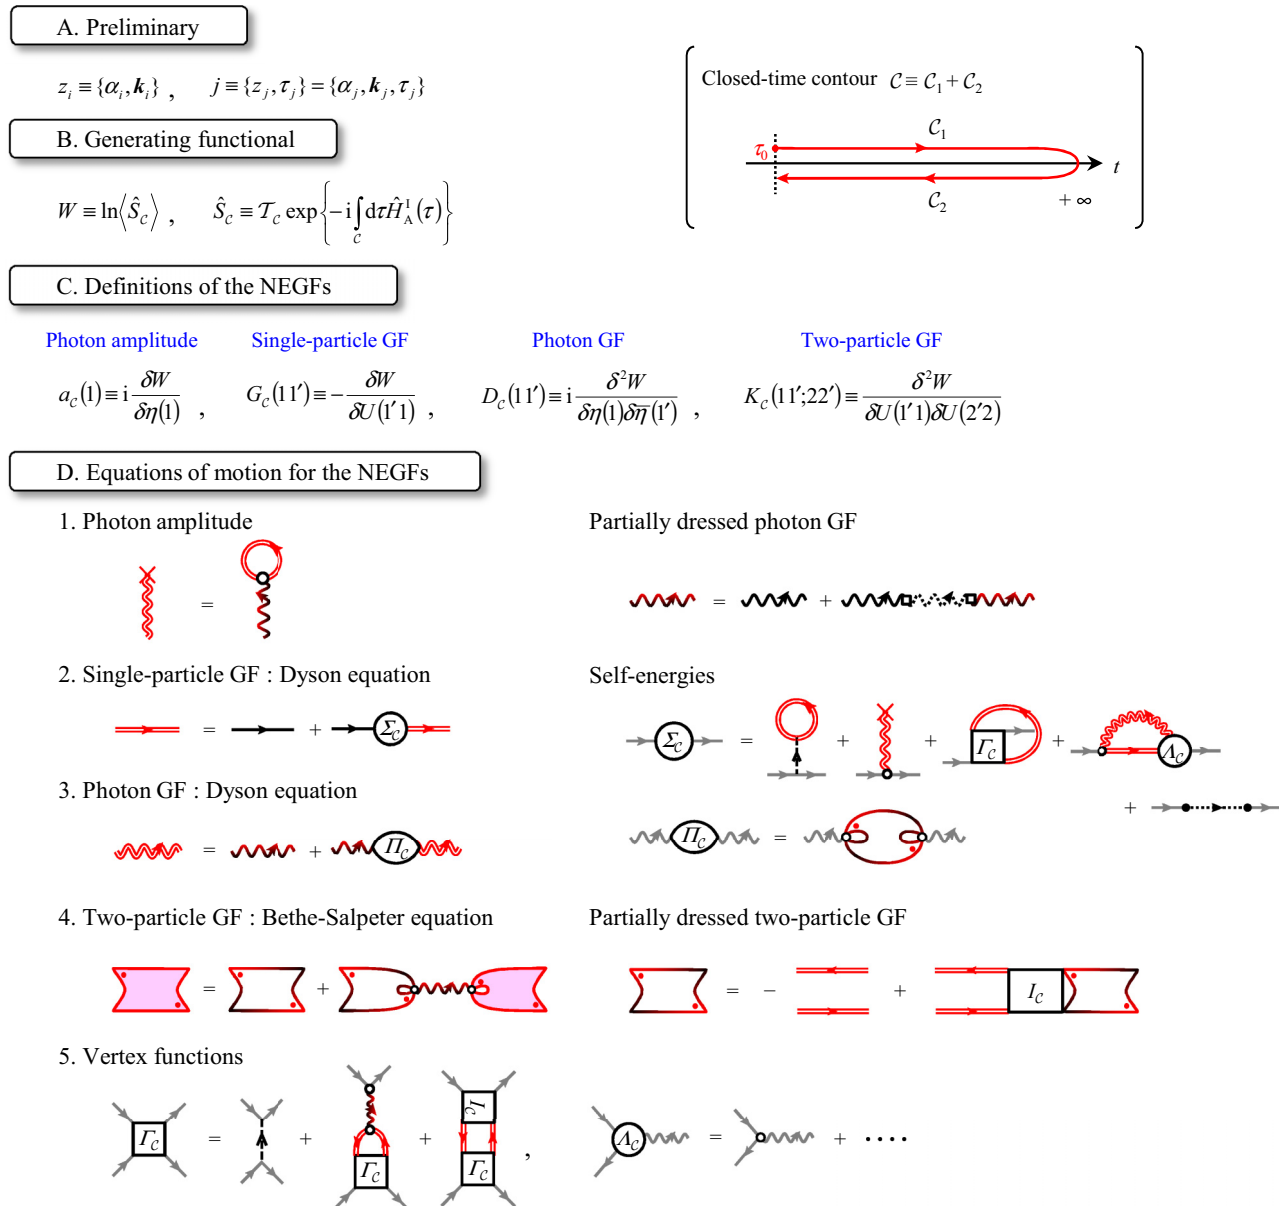 A. Preliminary
z_i ≡ {α_i, k_i} , j ≡ {z_j, τ_j} = {α_j, k_j, τ_j}
Closed-time contour C ≡ C_1 + C_2
C_1
τ_0
t
C_2
+ ∞
B. Generating functional
W ≡ ln⟨Ŝ_C⟩ , Ŝ_C ≡ T_C exp{−i∫_C dτ Ĥ_A^I(τ)}
C. Definitions of the NEGFs
Photon amplitude Single-particle GF Photon GF Two-particle GF
a_C(1) ≡ i δW/δη(1) , G_C(11′) ≡ − δW/δU(1′1) , D_C(11′) ≡ i δ²W/δη(1)δη̅(1′) , K_C(11′;22′) ≡ δ²W/δU(1′1)δU(2′2)
D. Equations of motion for the NEGFs
1. Photon amplitude
=
Partially dressed photon GF
= +
2. Single-particle GF : Dyson equation
= + Σ_C
Self-energies
Σ_C = + + Γ_C + Λ_C
+
3. Photon GF : Dyson equation
= + Π_C
Π_C =
4. Two-particle GF : Bethe-Salpeter equation
= +
Partially dressed two-particle GF
= − + I_C
5. Vertex functions
Γ_C = + Γ_C + I_C Γ_C ,
Λ_C = + ····